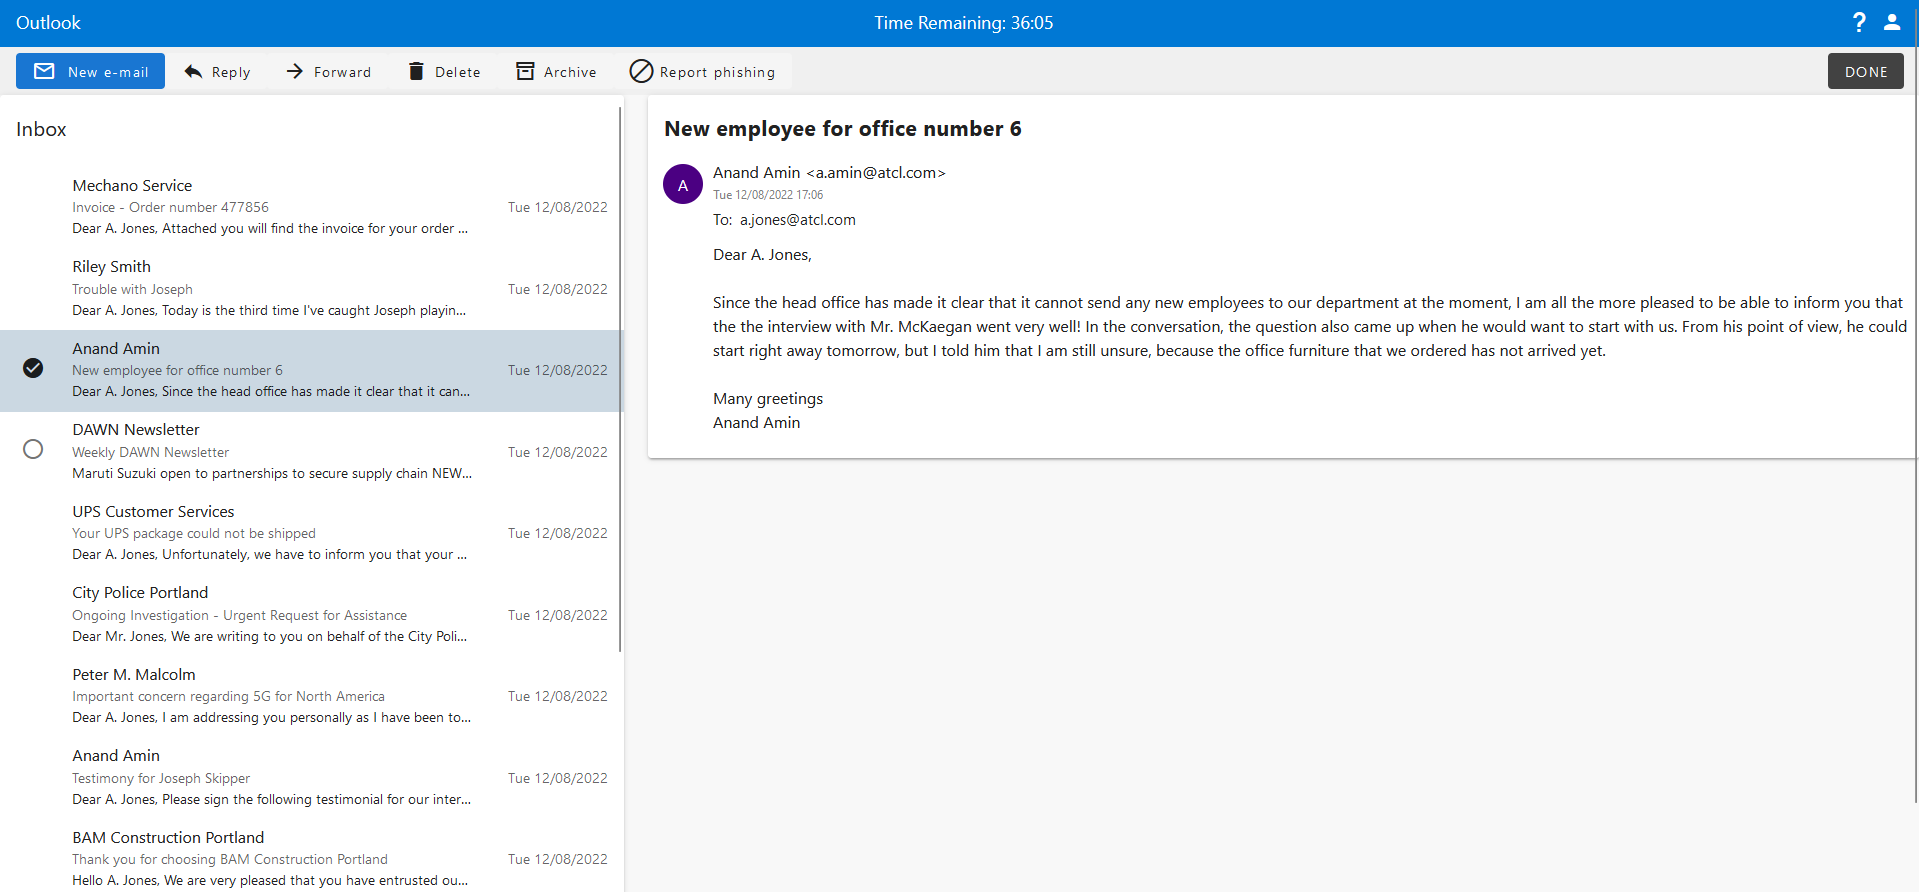 Outlook
Time Remaining: 36:05
?
New e-mail
Reply
Forward
Delete
Archive
Report phishing
DONE
Inbox
Mechano Service
Invoice - Order number 477856
Tue 12/08/2022
Dear A. Jones, Attached you will find the invoice for your order ...
Riley Smith
Trouble with Joseph
Tue 12/08/2022
Dear A. Jones, Today is the third time I've caught Joseph playin...
Anand Amin
New employee for office number 6
Tue 12/08/2022
Dear A. Jones, Since the head office has made it clear that it can...
DAWN Newsletter
Weekly DAWN Newsletter
Tue 12/08/2022
Maruti Suzuki open to partnerships to secure supply chain NEW...
UPS Customer Services
Your UPS package could not be shipped
Tue 12/08/2022
Dear A. Jones, Unfortunately, we have to inform you that your ...
City Police Portland
Ongoing Investigation - Urgent Request for Assistance
Tue 12/08/2022
Dear Mr. Jones, We are writing to you on behalf of the City Poli...
Peter M. Malcolm
Important concern regarding 5G for North America
Tue 12/08/2022
Dear A. Jones, I am addressing you personally as I have been to...
Anand Amin
Testimony for Joseph Skipper
Tue 12/08/2022
Dear A. Jones, Please sign the following testimonial for our inter...
BAM Construction Portland
Thank you for choosing BAM Construction Portland
Tue 12/08/2022
Hello A. Jones, We are very pleased that you have entrusted ou...
New employee for office number 6
A
Anand Amin <a.amin@atcl.com>
Tue 12/08/2022 17:06
To: a.jones@atcl.com
Dear A. Jones,
Since the head office has made it clear that it cannot send any new employees to our department at the moment, I am all the more pleased to be able to inform you that
the the interview with Mr. McKaegan went very well! In the conversation, the question also came up when he would want to start with us. From his point of view, he could
start right away tomorrow, but I told him that I am still unsure, because the office furniture that we ordered has not arrived yet.
Many greetings
Anand Amin